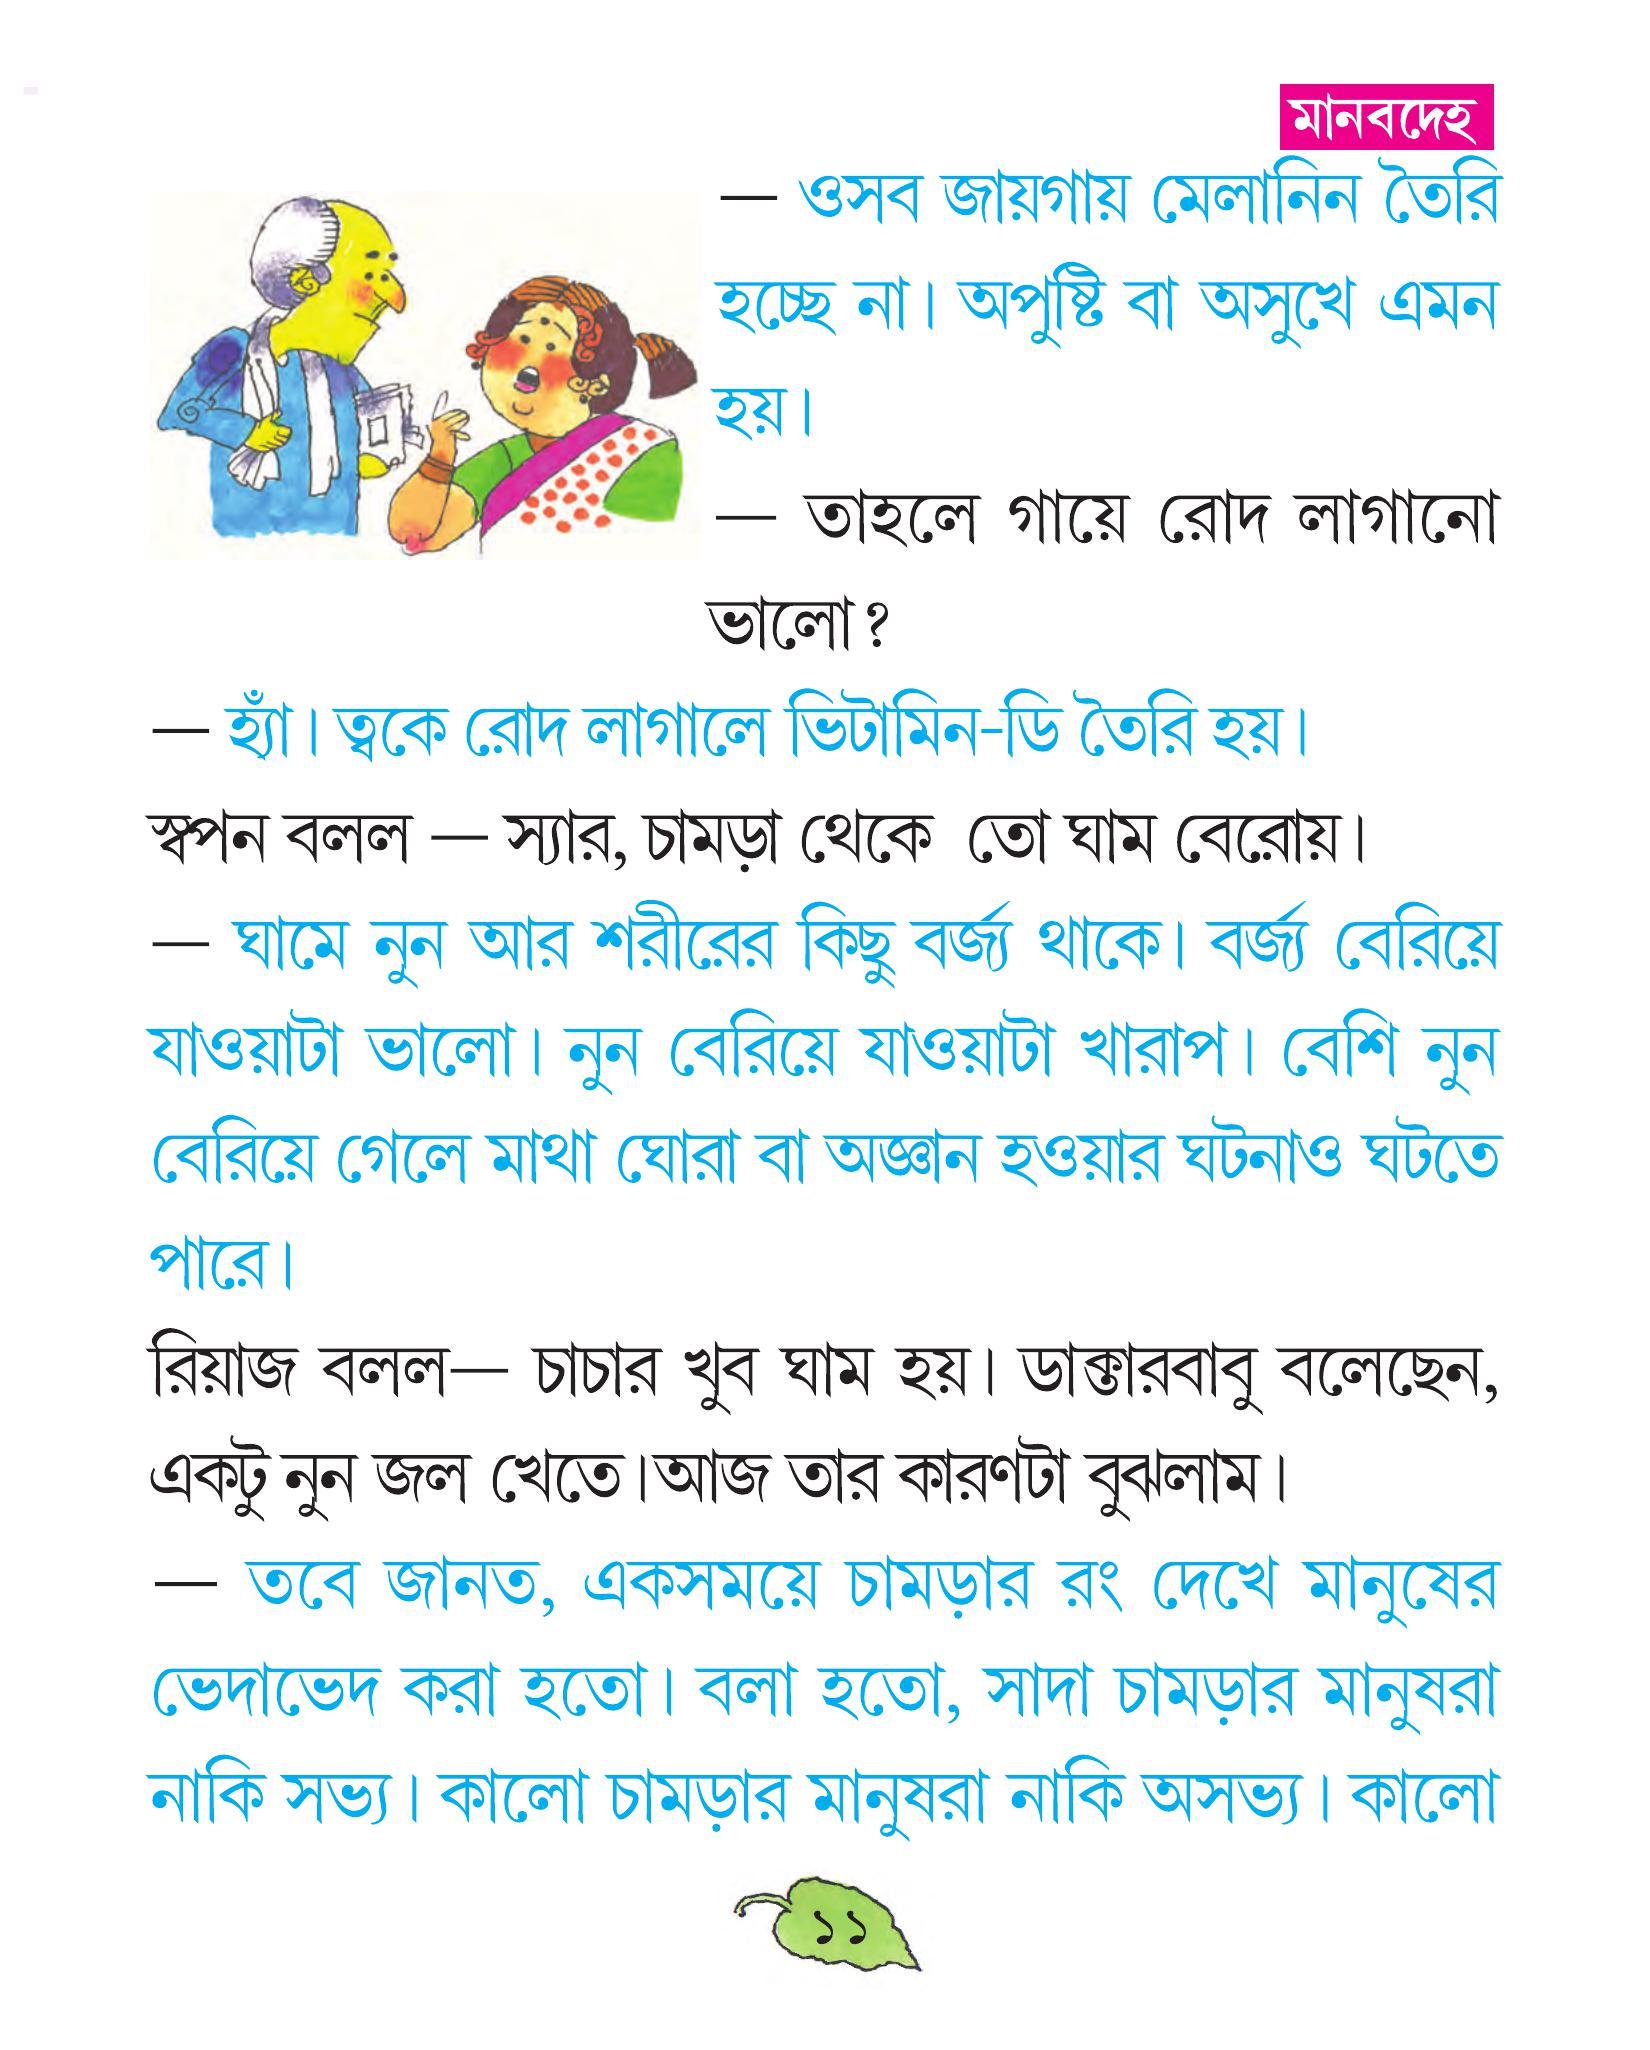 মানবদেহ
— ওসব জায়গায় মেলানিন তৈরি
হচ্ছে না। অপুষ্টি বা অসুখে এমন
হয়।
— তাহলে গায়ে রোদ লাগানো
ভালো?
— হ্যাঁ। ত্বকে রোদ লাগালে ভিটামিন-ডি তৈরি হয়।
স্বপন বলল — স্যার, চামড়া থেকে তো ঘাম বেরোয়।
— ঘামে নুন আর শরীরের কিছু বর্জ্য থাকে। বর্জ্য বেরিয়ে
যাওয়াটা ভালো। নুন বেরিয়ে যাওয়াটা খারাপ। বেশি নুন
বেরিয়ে গেলে মাথা ঘোরা বা অজ্ঞান হওয়ার ঘটনাও ঘটতে
পারে।
রিয়াজ বলল— চাচার খুব ঘাম হয়। ডাক্তারবাবু বলেছেন,
একটু নুন জল খেতে।আজ তার কারণটা বুঝলাম।
— তবে জানত, একসময়ে চামড়ার রং দেখে মানুষের
ভেদাভেদ করা হতো। বলা হতো, সাদা চামড়ার মানুষরা
নাকি সভ্য। কালো চামড়ার মানুষরা নাকি অসভ্য। কালো
১১